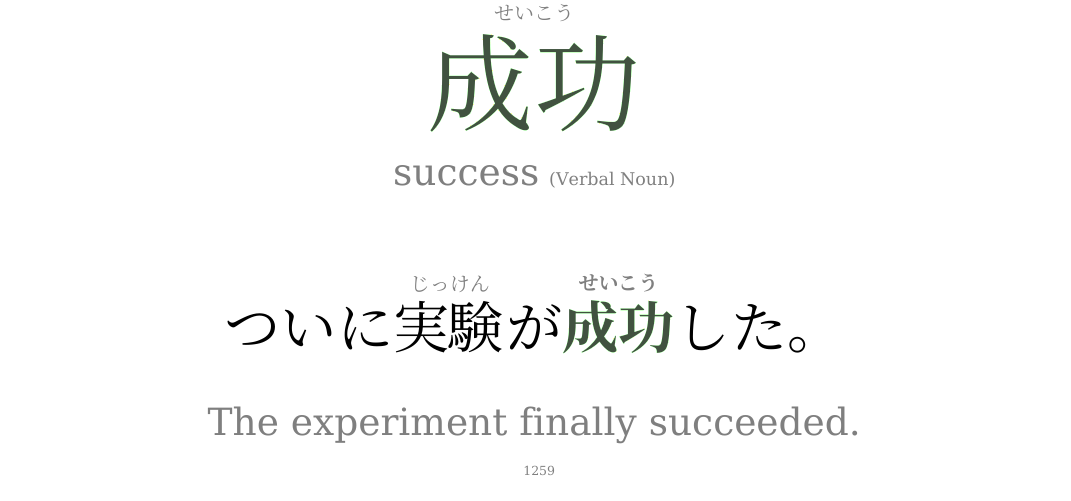 せいこう
成功
success (Verbal Noun)
じっけん せいこう
ついに実験が成功した。
The experiment finally succeeded.
1259